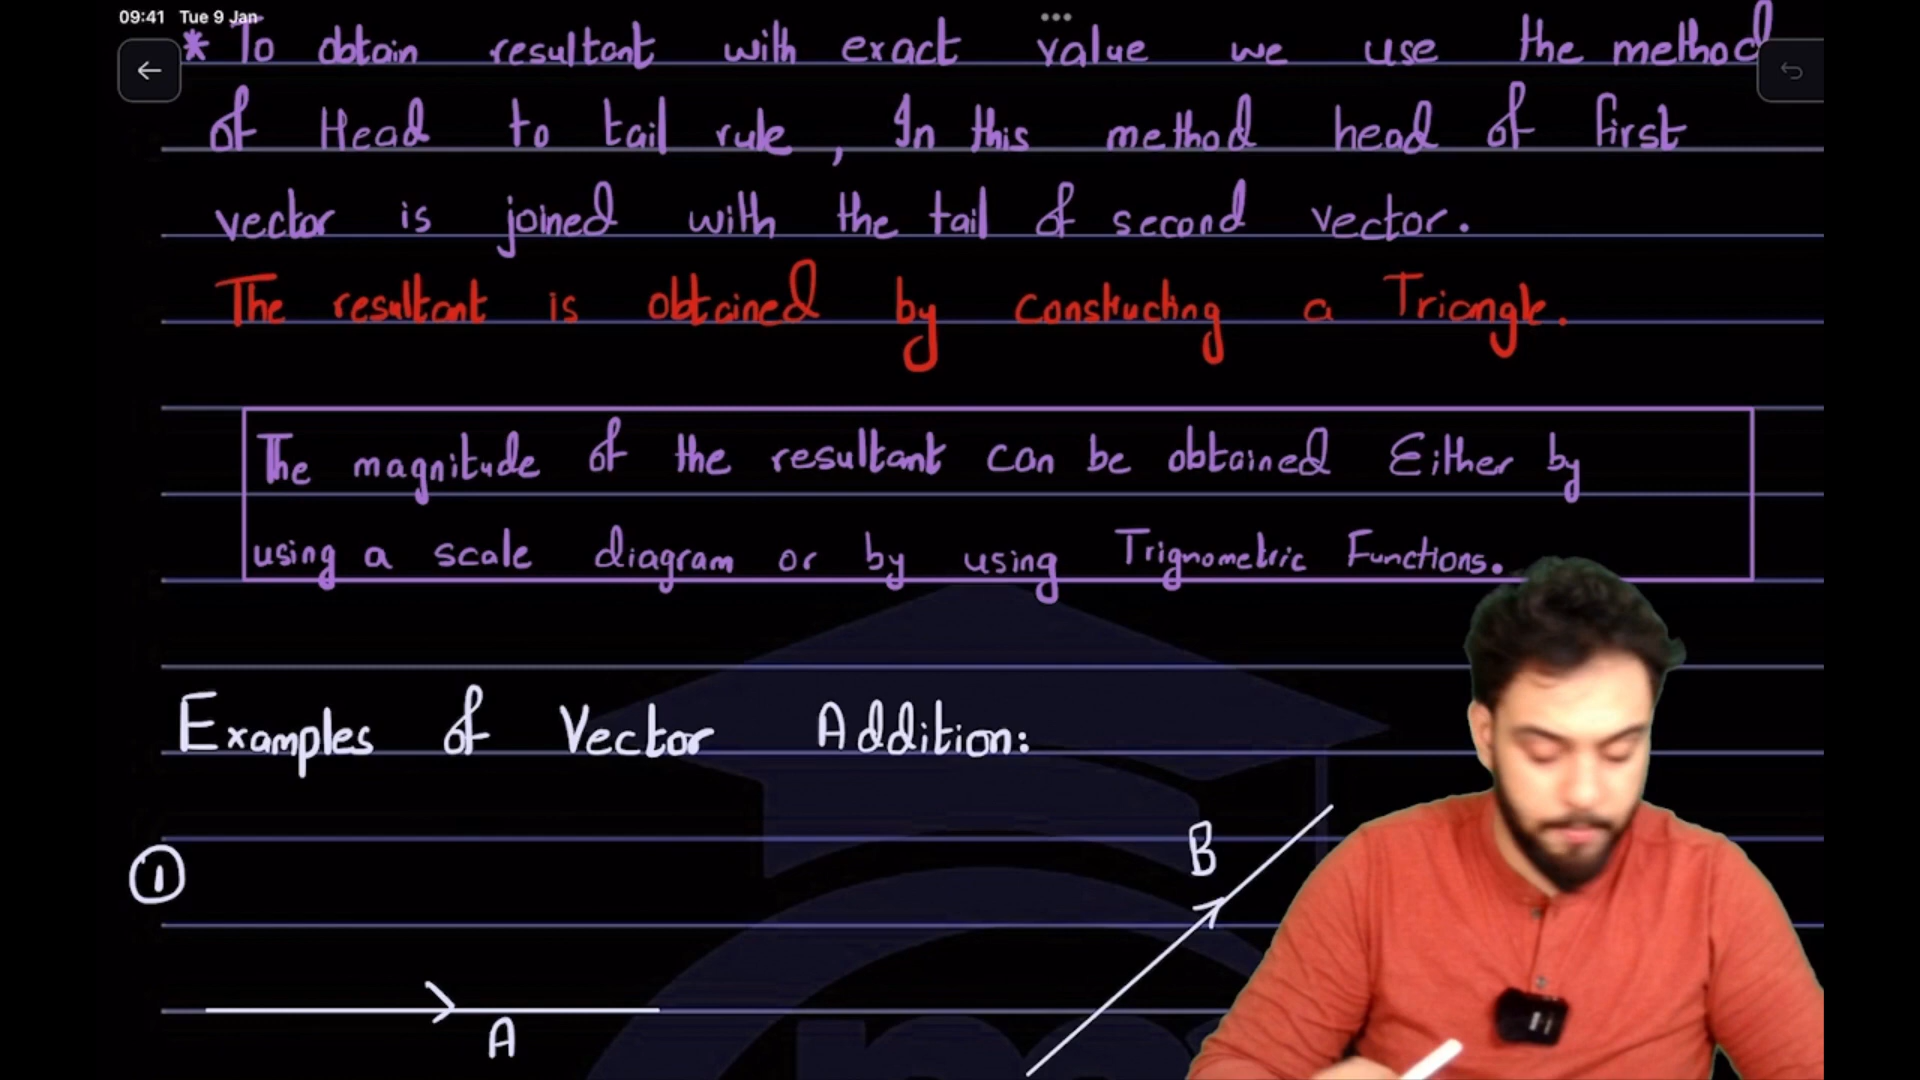 09:41 Tue 9 Jan
* To obtain resultant with exact value we use the method
of Head to tail rule, In this method head of first
vector is joined with the tail of second vector.
The resultant is obtained by constructing a Triangle.
The magnitude of the resultant can be obtained Either by
using a scale diagram or by using Trignometric Functions.
Examples of Vector Addition:
1
B
A